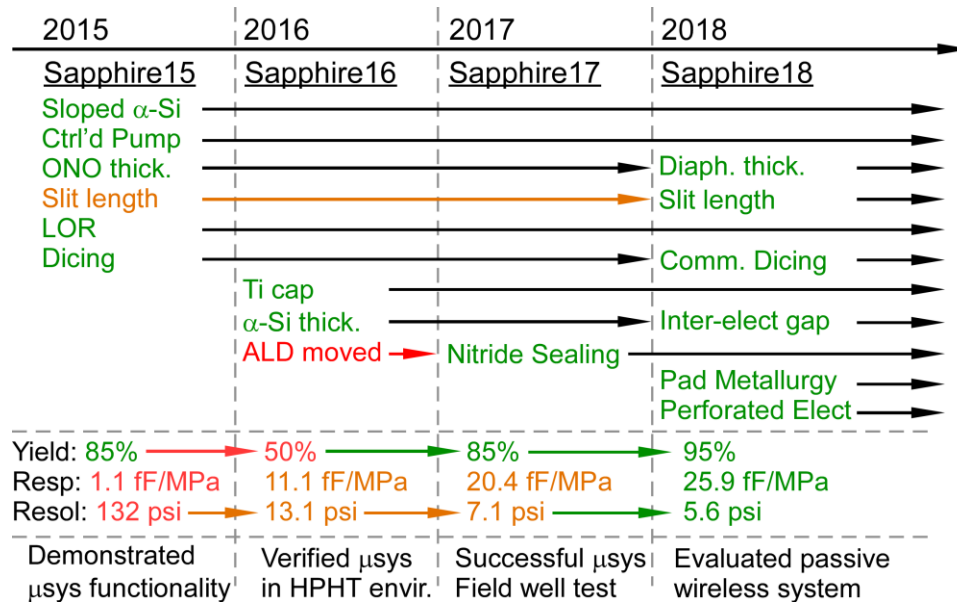 2015 2016 2017 2018
Sapphire15 Sapphire16 Sapphire17 Sapphire18
Sloped α-Si
Ctrl'd Pump
ONO thick. Diaph. thick.
Slit length Slit length
LOR
Dicing Comm. Dicing
Ti cap
α-Si thick. Inter-elect gap
ALD moved Nitride Sealing
Pad Metallurgy
Perforated Elect
Yield: 85% 50% 85% 95%
Resp: 1.1 fF/MPa 11.1 fF/MPa 20.4 fF/MPa 25.9 fF/MPa
Resol: 132 psi 13.1 psi 7.1 psi 5.6 psi
Demonstrated Verified μsys Successful μsys Evaluated passive
μsys functionality in HPHT envir. Field well test wireless system